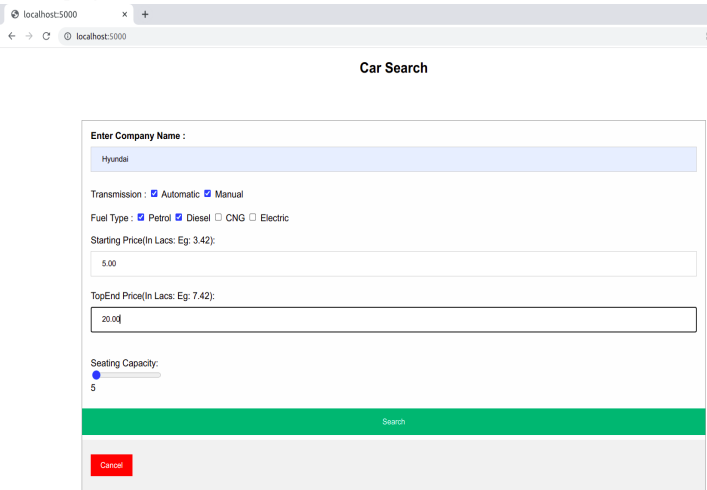 localhost:5000
localhost:5000
Car Search
Enter Company Name :
Hyundai
Transmission : Automatic Manual
Fuel Type : Petrol Diesel CNG Electric
Starting Price(In Lacs: Eg: 3.42):
5.00
TopEnd Price(In Lacs: Eg: 7.42):
20.00
Seating Capacity:
5
Search
Cancel